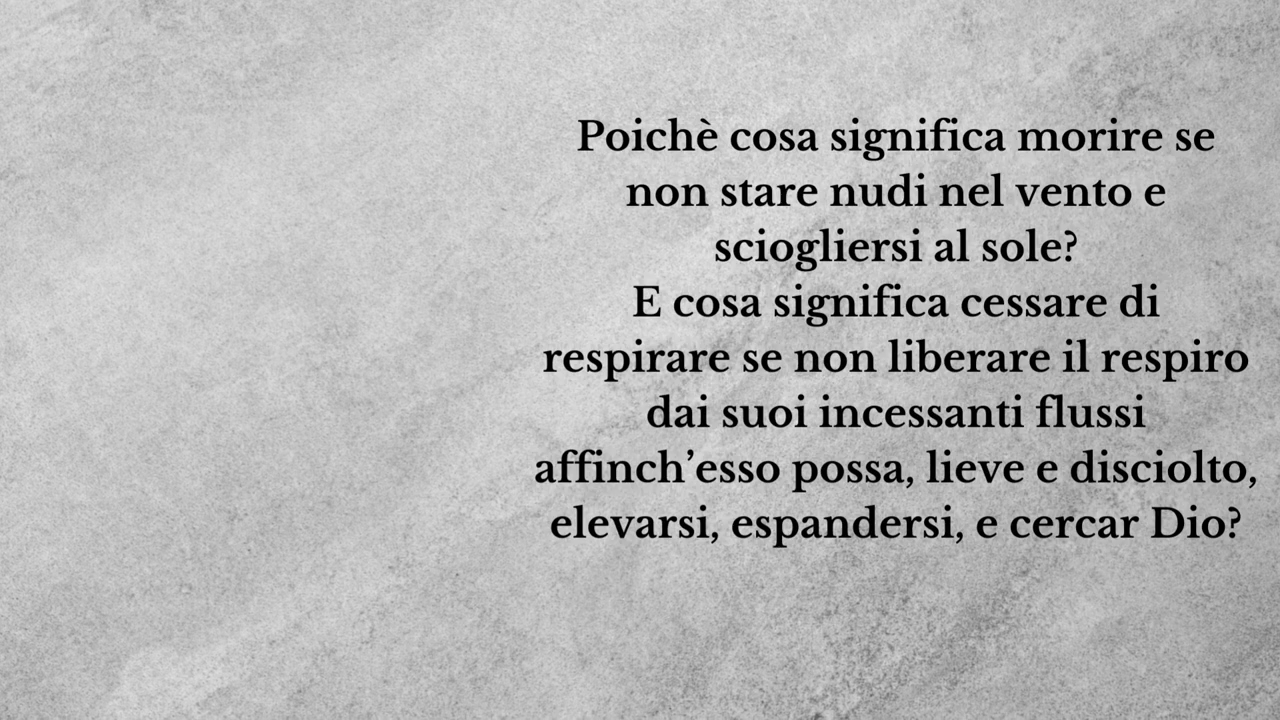 Poichè cosa significa morire se
non stare nudi nel vento e
sciogliersi al sole?
E cosa significa cessare di
respirare se non liberare il respiro
dai suoi incessanti flussi
affinch’esso possa, lieve e disciolto,
elevarsi, espandersi, e cercar Dio?